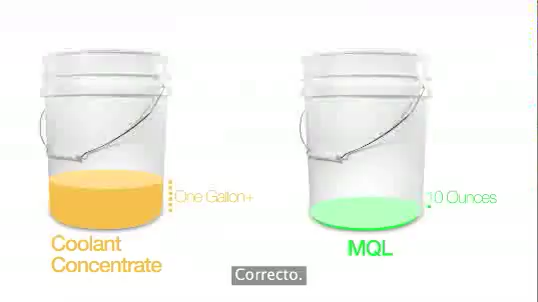 One Gallon+
10 Ounces
Coolant
Concentrate
MQL
Correcto.